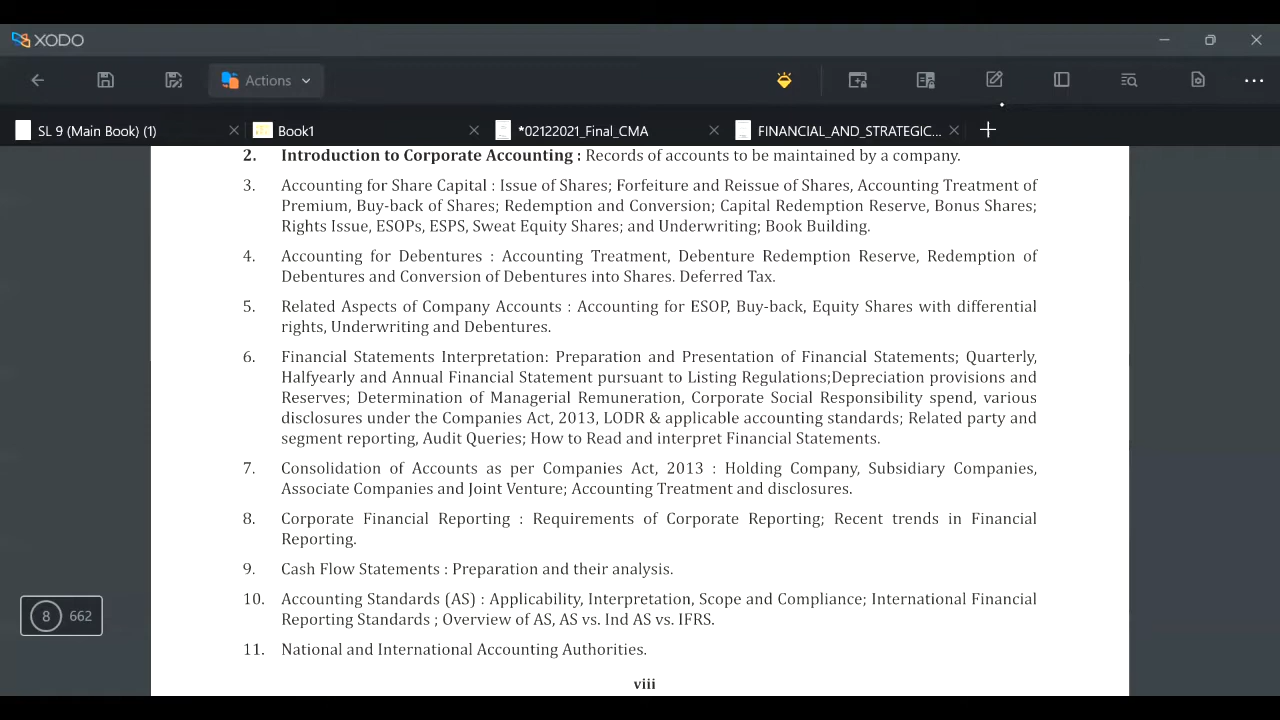 XODO
Actions
SL 9 (Main Book) (1)
Book1
*02122021_Final_CMA
FINANCIAL_AND_STRATEGIC...
2. Introduction to Corporate Accounting : Records of accounts to be maintained by a company.
3. Accounting for Share Capital : Issue of Shares; Forfeiture and Reissue of Shares, Accounting Treatment of
Premium, Buy-back of Shares; Redemption and Conversion; Capital Redemption Reserve, Bonus Shares;
Rights Issue, ESOPs, ESPS, Sweat Equity Shares; and Underwriting; Book Building.
4. Accounting for Debentures : Accounting Treatment, Debenture Redemption Reserve, Redemption of
Debentures and Conversion of Debentures into Shares. Deferred Tax.
5. Related Aspects of Company Accounts : Accounting for ESOP, Buy-back, Equity Shares with differential
rights, Underwriting and Debentures.
6. Financial Statements Interpretation: Preparation and Presentation of Financial Statements; Quarterly,
Halfyearly and Annual Financial Statement pursuant to Listing Regulations;Depreciation provisions and
Reserves; Determination of Managerial Remuneration, Corporate Social Responsibility spend, various
disclosures under the Companies Act, 2013, LODR & applicable accounting standards; Related party and
segment reporting, Audit Queries; How to Read and interpret Financial Statements.
7. Consolidation of Accounts as per Companies Act, 2013 : Holding Company, Subsidiary Companies,
Associate Companies and Joint Venture; Accounting Treatment and disclosures.
8. Corporate Financial Reporting : Requirements of Corporate Reporting; Recent trends in Financial
Reporting.
9. Cash Flow Statements : Preparation and their analysis.
10. Accounting Standards (AS) : Applicability, Interpretation, Scope and Compliance; International Financial
Reporting Standards ; Overview of AS, AS vs. Ind AS vs. IFRS.
8 662
11. National and International Accounting Authorities.
viii